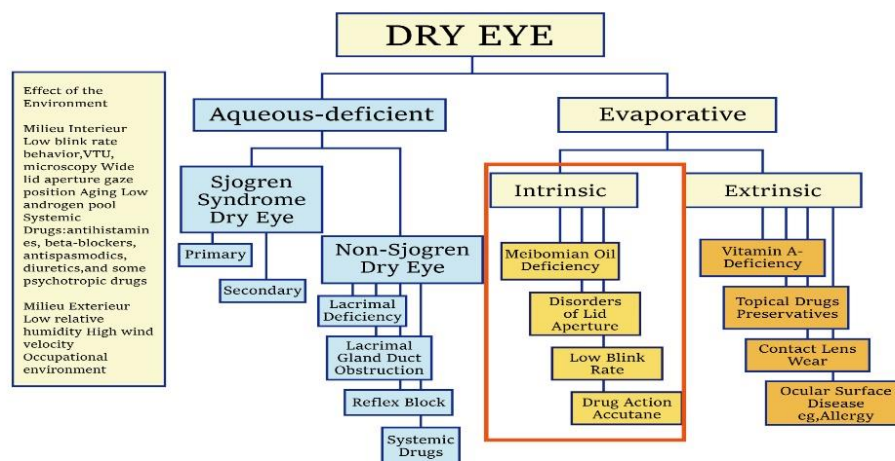 DRY EYE
Effect of the
Environment
Milieu Interieur
Low blink rate
behavior,VTU,
microscopy Wide
lid aperture gaze
position Aging Low
androgen pool
Systemic
Drugs:antihistamin
es, beta-blockers,
antispasmodics,
diuretics,and some
psychotropic drugs
Milieu Exterieur
Low relative
humidity High wind
velocity
Occupational
environment
Aqueous-deficient
Sjogren
Syndrome
Dry Eye
Primary
Secondary
Non-Sjogren
Dry Eye
Lacrimal
Deficiency
Lacrimal
Gland Duct
Obstruction
Reflex Block
Systemic
Drugs
Evaporative
Intrinsic
Meibomian Oil
Deficiency
Disorders
of Lid
Aperture
Low Blink
Rate
Drug Action
Accutane
Extrinsic
Vitamin A-
Deficiency
Topical Drugs
Preservatives
Contact Lens
Wear
Ocular Surface
Disease
eg,Allergy